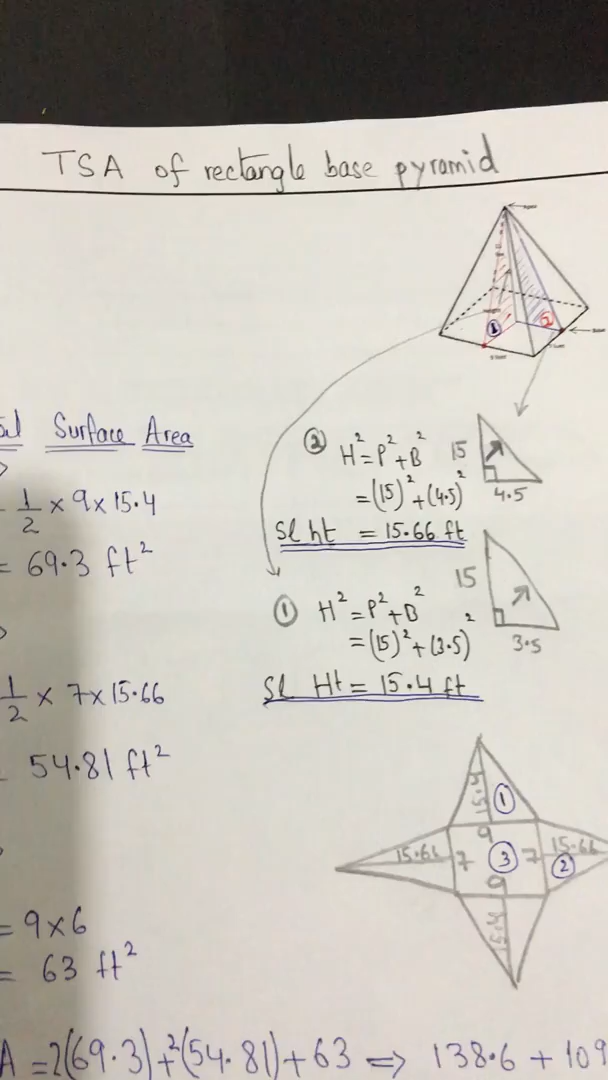 TSA of rectangle base pyramid
① ②
② H² = P² + B²
15
= (15)² + (4.5)²
4.5
Sl ht = 15.66 ft
① H² = P² + B²
15
= (15)² + (3.5)²
3.5
Sl Ht = 15.4 ft
Surface Area
1/2 × 9 × 15.4
= 69.3 ft²
1/2 × 7 × 15.66
54.81 ft²
= 9 × 6
= 63 ft²
15.4 ①
9
15.66 7 ③ 7 15.66
②
9
15.4
A = 2(69.3) + 2(54.81) + 63 ⇒ 138.6 + 109